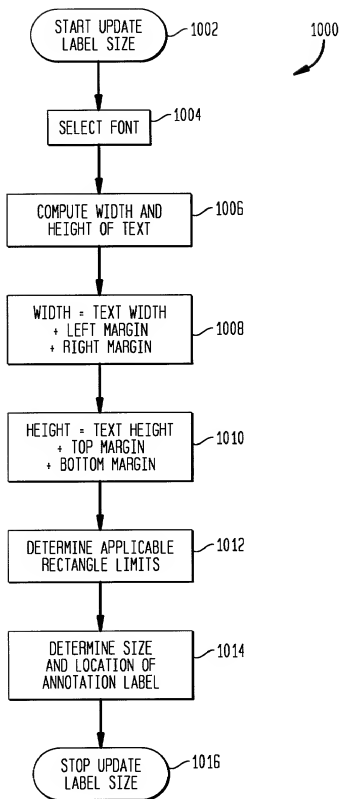 START UPDATE
LABEL SIZE
1002
1000
SELECT FONT
1004
COMPUTE WIDTH AND
HEIGHT OF TEXT
1006
WIDTH = TEXT WIDTH
+ LEFT MARGIN
+ RIGHT MARGIN
1008
HEIGHT = TEXT HEIGHT
+ TOP MARGIN
+ BOTTOM MARGIN
1010
DETERMINE APPLICABLE
RECTANGLE LIMITS
1012
DETERMINE SIZE
AND LOCATION OF
ANNOTATION LABEL
1014
STOP UPDATE
LABEL SIZE
1016